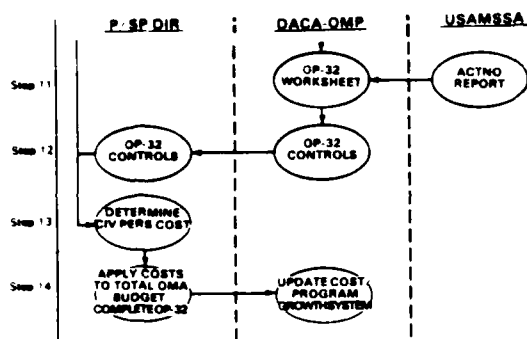 P/SP DIR DACA-OMP USAMSSA
Step 11
OP-32
WORKSHEET
ACTNO
REPORT
Step 12
OP-32
CONTROLS
OP-32
CONTROLS
Step 13
DETERMINE
CIV PERS COST
Step 14
APPLY COSTS
TO TOTAL OMA
BUDGET
COMPLETE OP-32
UPDATE COST
PROGRAM
GROWTH SYSTEM